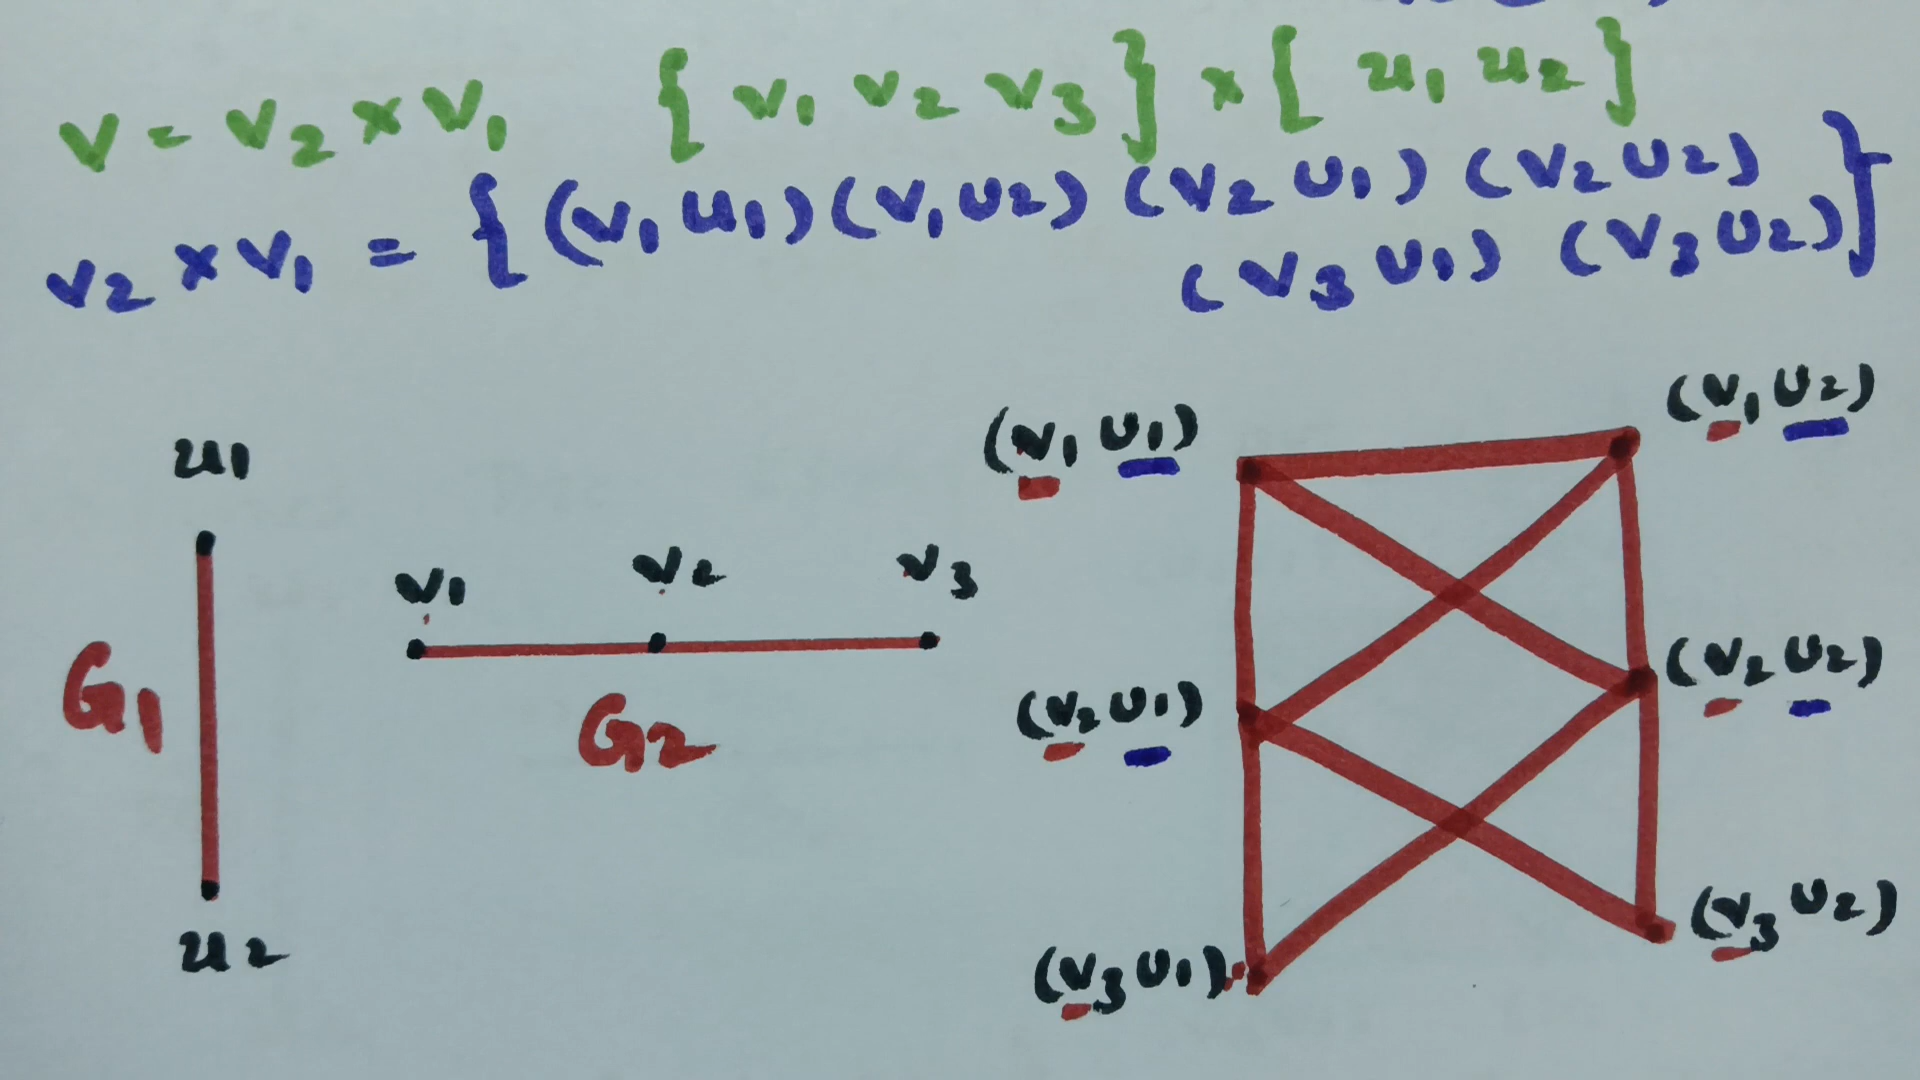 V = V2 × V1 { v1 v2 v3 } × [ u1 u2 ]
V2 × V1 = { (v1 u1) (v1 u2) (v2 u1) (v2 u2)
(v3 u1) (v3 u2) }
u1
v1 v2 v3
G1
G2
u2
(v1 u1)
(v1 u2)
(v2 u1)
(v2 u2)
(v3 u1)
(v3 u2)